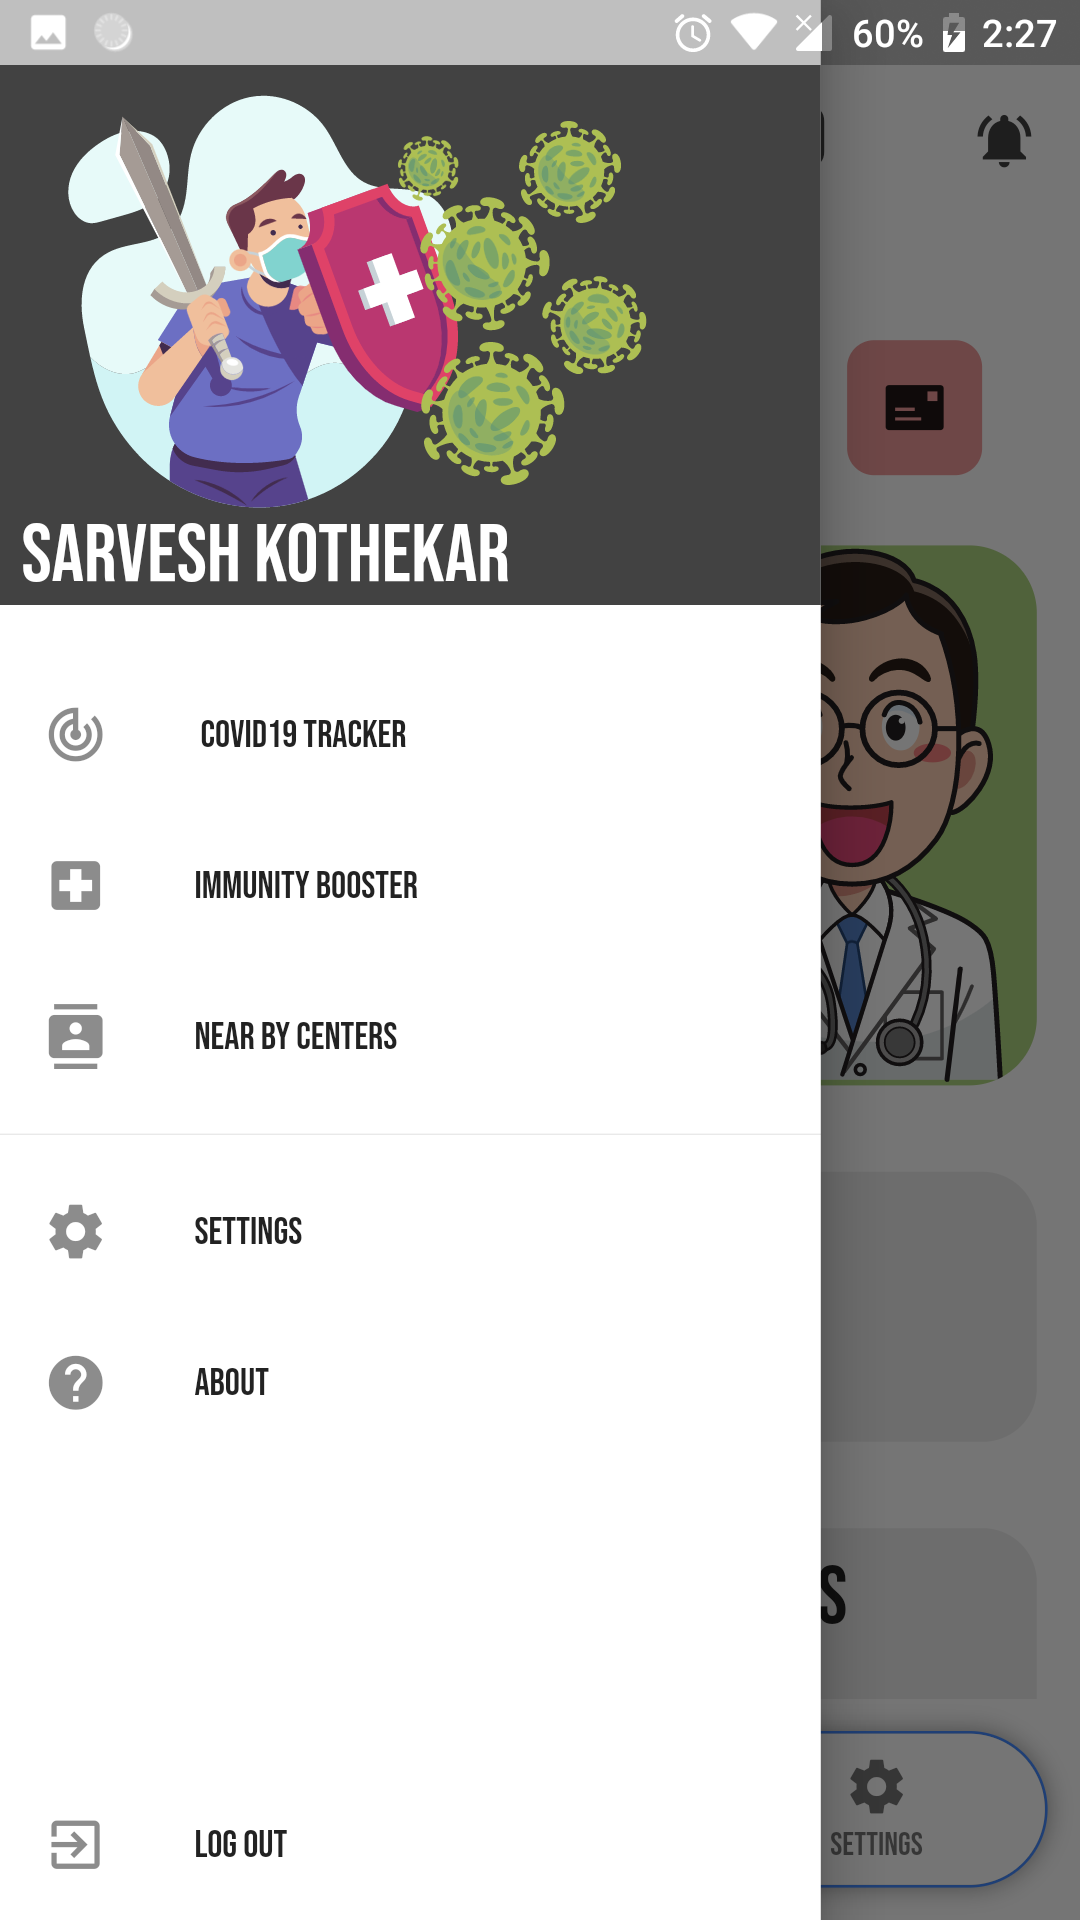 60% 2:27
SARVESH KOTHEKAR
COVID19 TRACKER
IMMUNITY BOOSTER
NEAR BY CENTERS
SETTINGS
ABOUT
S
SETTINGS
LOG OUT